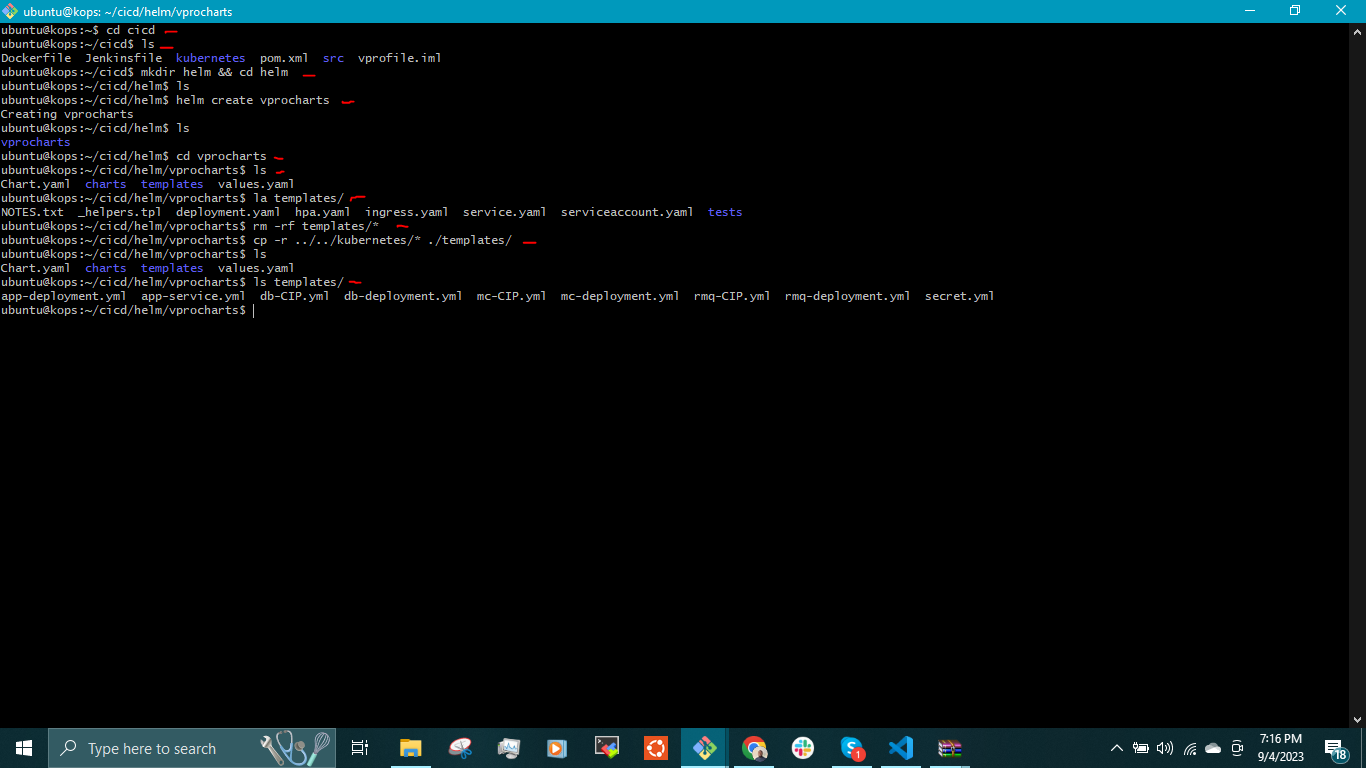 ubuntu@kops: ~/cicd/helm/vprocharts
ubuntu@kops:~$ cd cicd
ubuntu@kops:~/cicd$ ls
Dockerfile  Jenkinsfile  kubernetes  pom.xml  src  vprofile.iml
ubuntu@kops:~/cicd$ mkdir helm && cd helm
ubuntu@kops:~/cicd/helm$ ls
ubuntu@kops:~/cicd/helm$ helm create vprocharts
Creating vprocharts
ubuntu@kops:~/cicd/helm$ ls
vprocharts
ubuntu@kops:~/cicd/helm$ cd vprocharts
ubuntu@kops:~/cicd/helm/vprocharts$ ls
Chart.yaml  charts  templates  values.yaml
ubuntu@kops:~/cicd/helm/vprocharts$ la templates/
NOTES.txt  _helpers.tpl  deployment.yaml  hpa.yaml  ingress.yaml  service.yaml  serviceaccount.yaml  tests
ubuntu@kops:~/cicd/helm/vprocharts$ rm -rf templates/*
ubuntu@kops:~/cicd/helm/vprocharts$ cp -r ../../kubernetes/* ./templates/
ubuntu@kops:~/cicd/helm/vprocharts$ ls
Chart.yaml  charts  templates  values.yaml
ubuntu@kops:~/cicd/helm/vprocharts$ ls templates/
app-deployment.yml  app-service.yml  db-CIP.yml  db-deployment.yml  mc-CIP.yml  mc-deployment.yml  rmq-CIP.yml  rmq-deployment.yml  secret.yml
ubuntu@kops:~/cicd/helm/vprocharts$
Type here to search
1
7:16 PM
9/4/2023
18